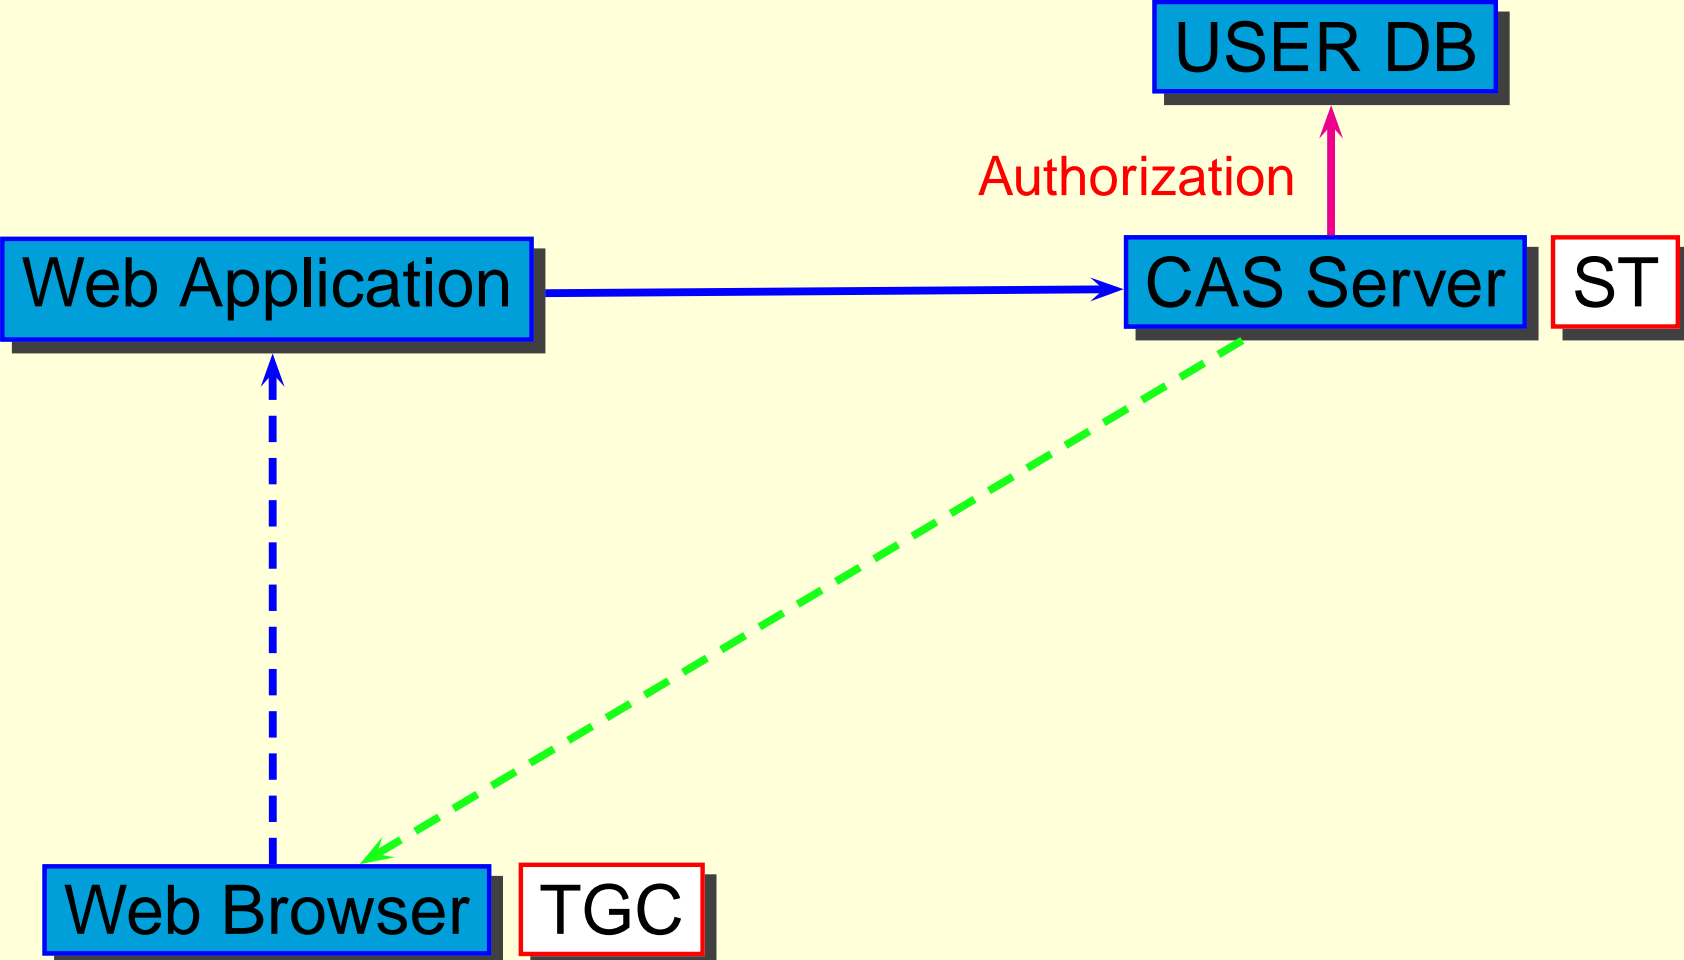 USER DB
Authorization
Web Application
CAS Server
ST
Web Browser
TGC